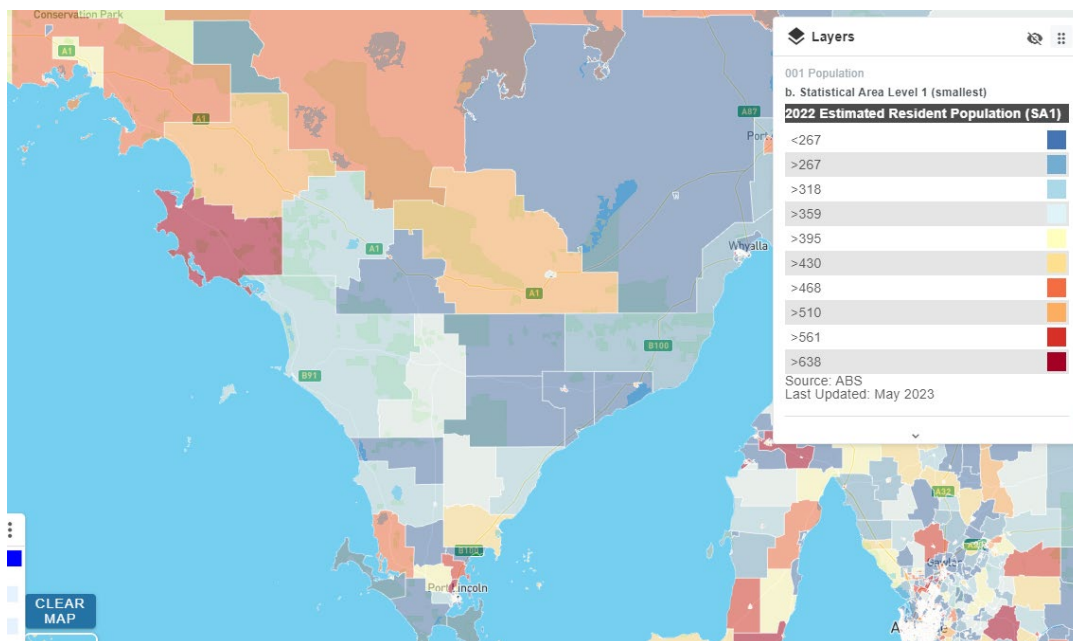 Conservation Park
A1
A1
A87
Port
A1
Whyalla
A1
B100
B91
A32
B100
Port Lincoln
CLEAR
MAP
Layers
001 Population
b. Statistical Area Level 1 (smallest)
2022 Estimated Resident Population (SA1)
<267
>267
>318
>359
>395
>430
>468
>510
>561
>638
Source: ABS
Last Updated: May 2023